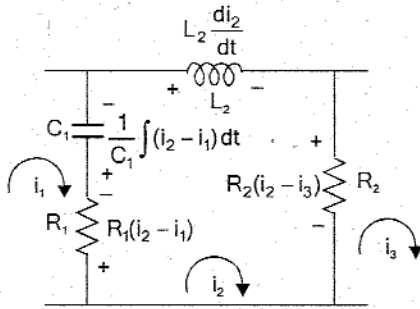 L₂ di₂/dt
+ −
L₂
−
C₁ 1/C₁ ∫(i₂ − i₁) dt
+
i₁
−
R₁ R₁(i₂ − i₁)
+
+
R₂(i₂ − i₃) R₂
−
i₂
i₃